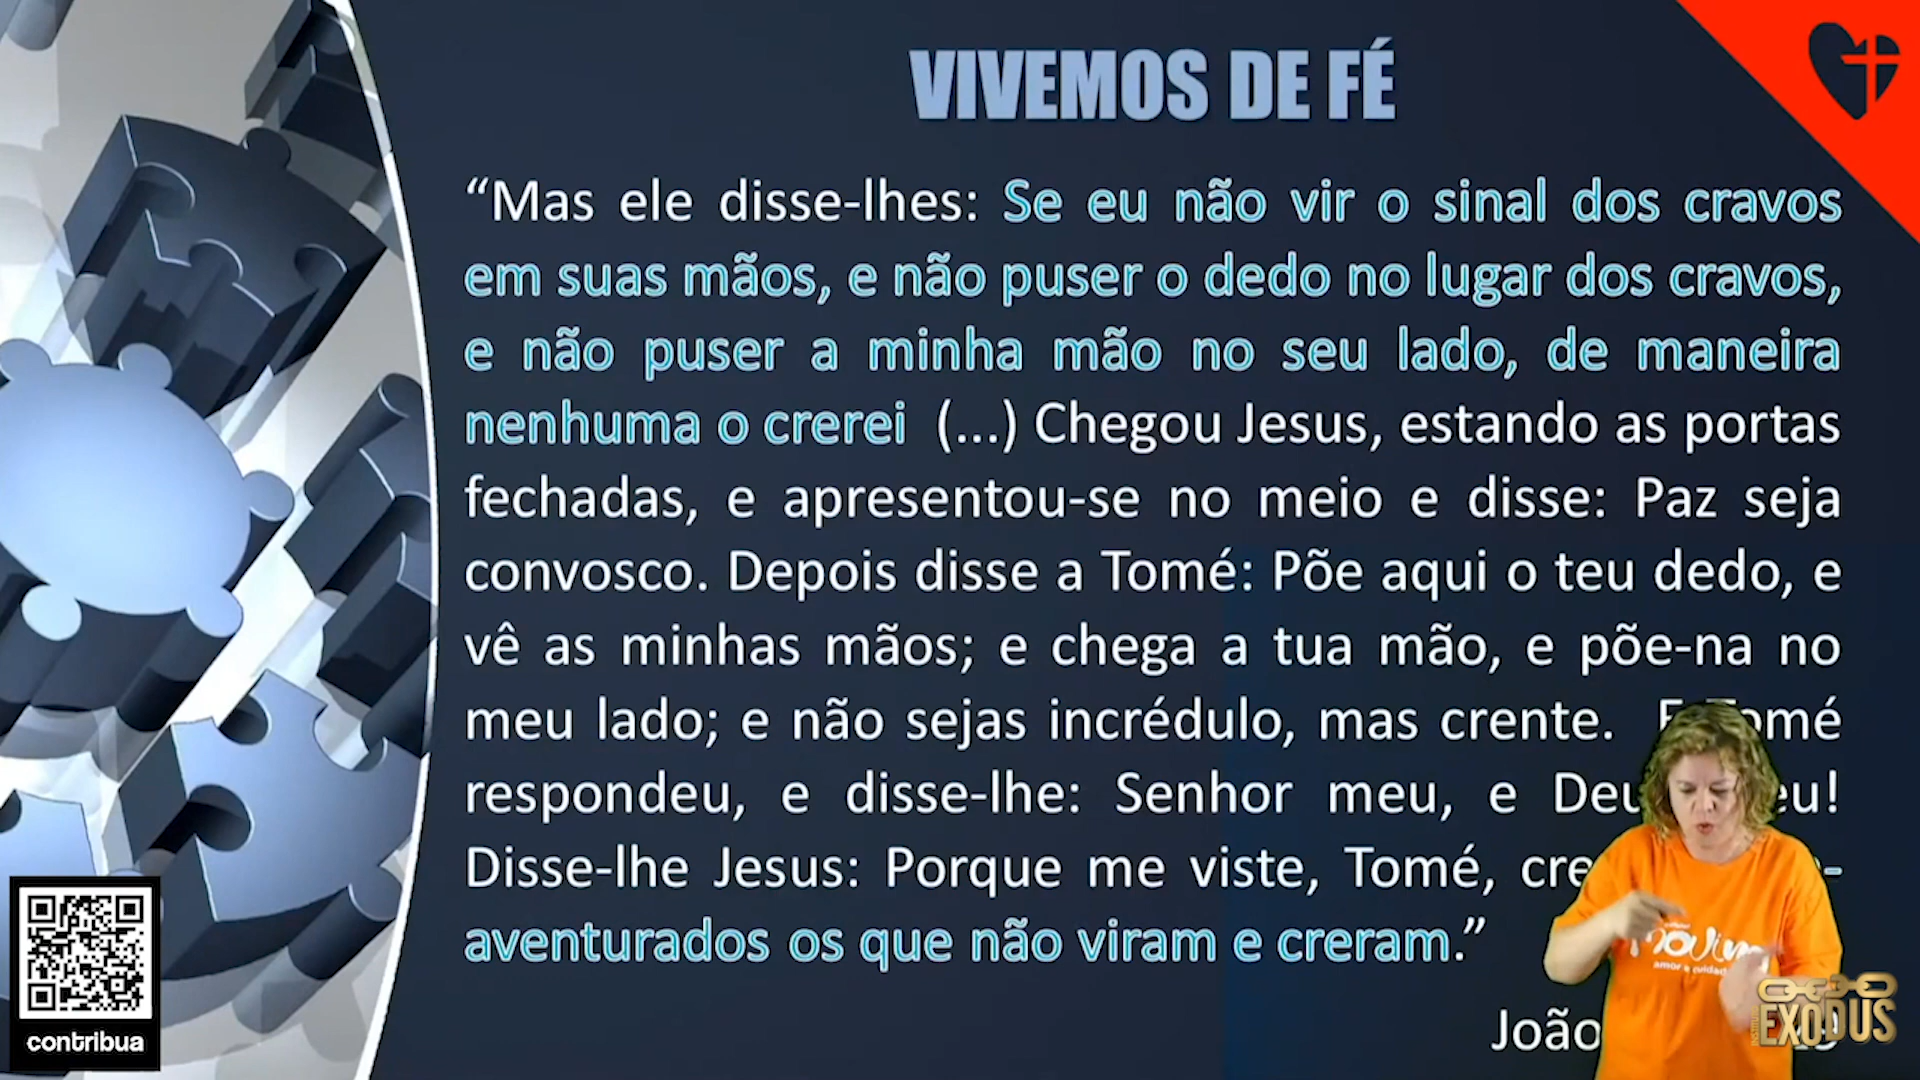 VIVEMOS DE FÉ
“Mas ele disse-lhes: Se eu não vir o sinal dos cravos
em suas mãos, e não puser o dedo no lugar dos cravos,
e não puser a minha mão no seu lado, de maneira
nenhuma o crerei (...) Chegou Jesus, estando as portas
fechadas, e apresentou-se no meio e disse: Paz seja
convosco. Depois disse a Tomé: Põe aqui o teu dedo, e
vê as minhas mãos; e chega a tua mão, e põe-na no
meu lado; e não sejas incrédulo, mas crente.
respondeu, e disse-lhe: Senhor meu, e
Disse-lhe Jesus: Porque me viste, Tomé,
aventurados os que não viram e creram.”
João
contribua
EXODUS